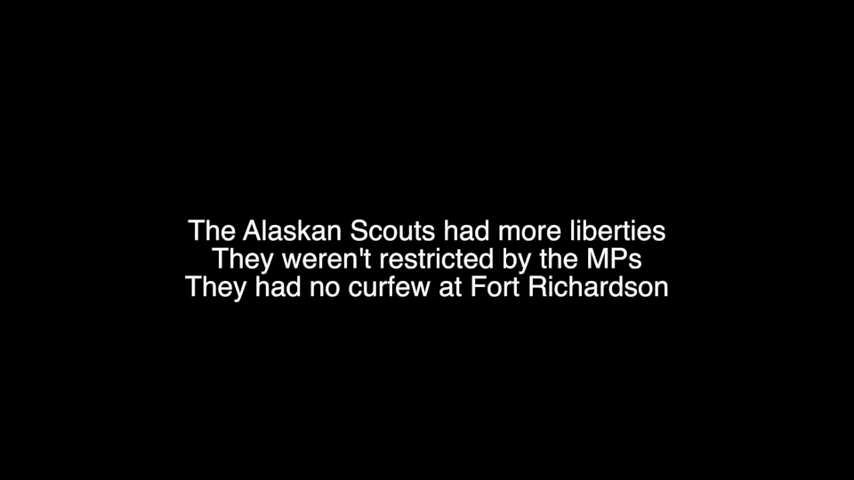 The Alaskan Scouts had more liberties
They weren't restricted by the MPs
They had no curfew at Fort Richardson